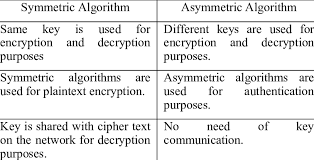 Symmetric Algorithm
Asymmetric Algorithm
Same key is used for
encryption and decryption
purposes
Different keys are used for
encryption and decryption
purposes.
Symmetric algorithms are
used for plaintext encryption.
Asymmetric algorithms are
used for authentication
purposes.
Key is shared with cipher text
on the network for decryption
purposes.
No need of key
communication.